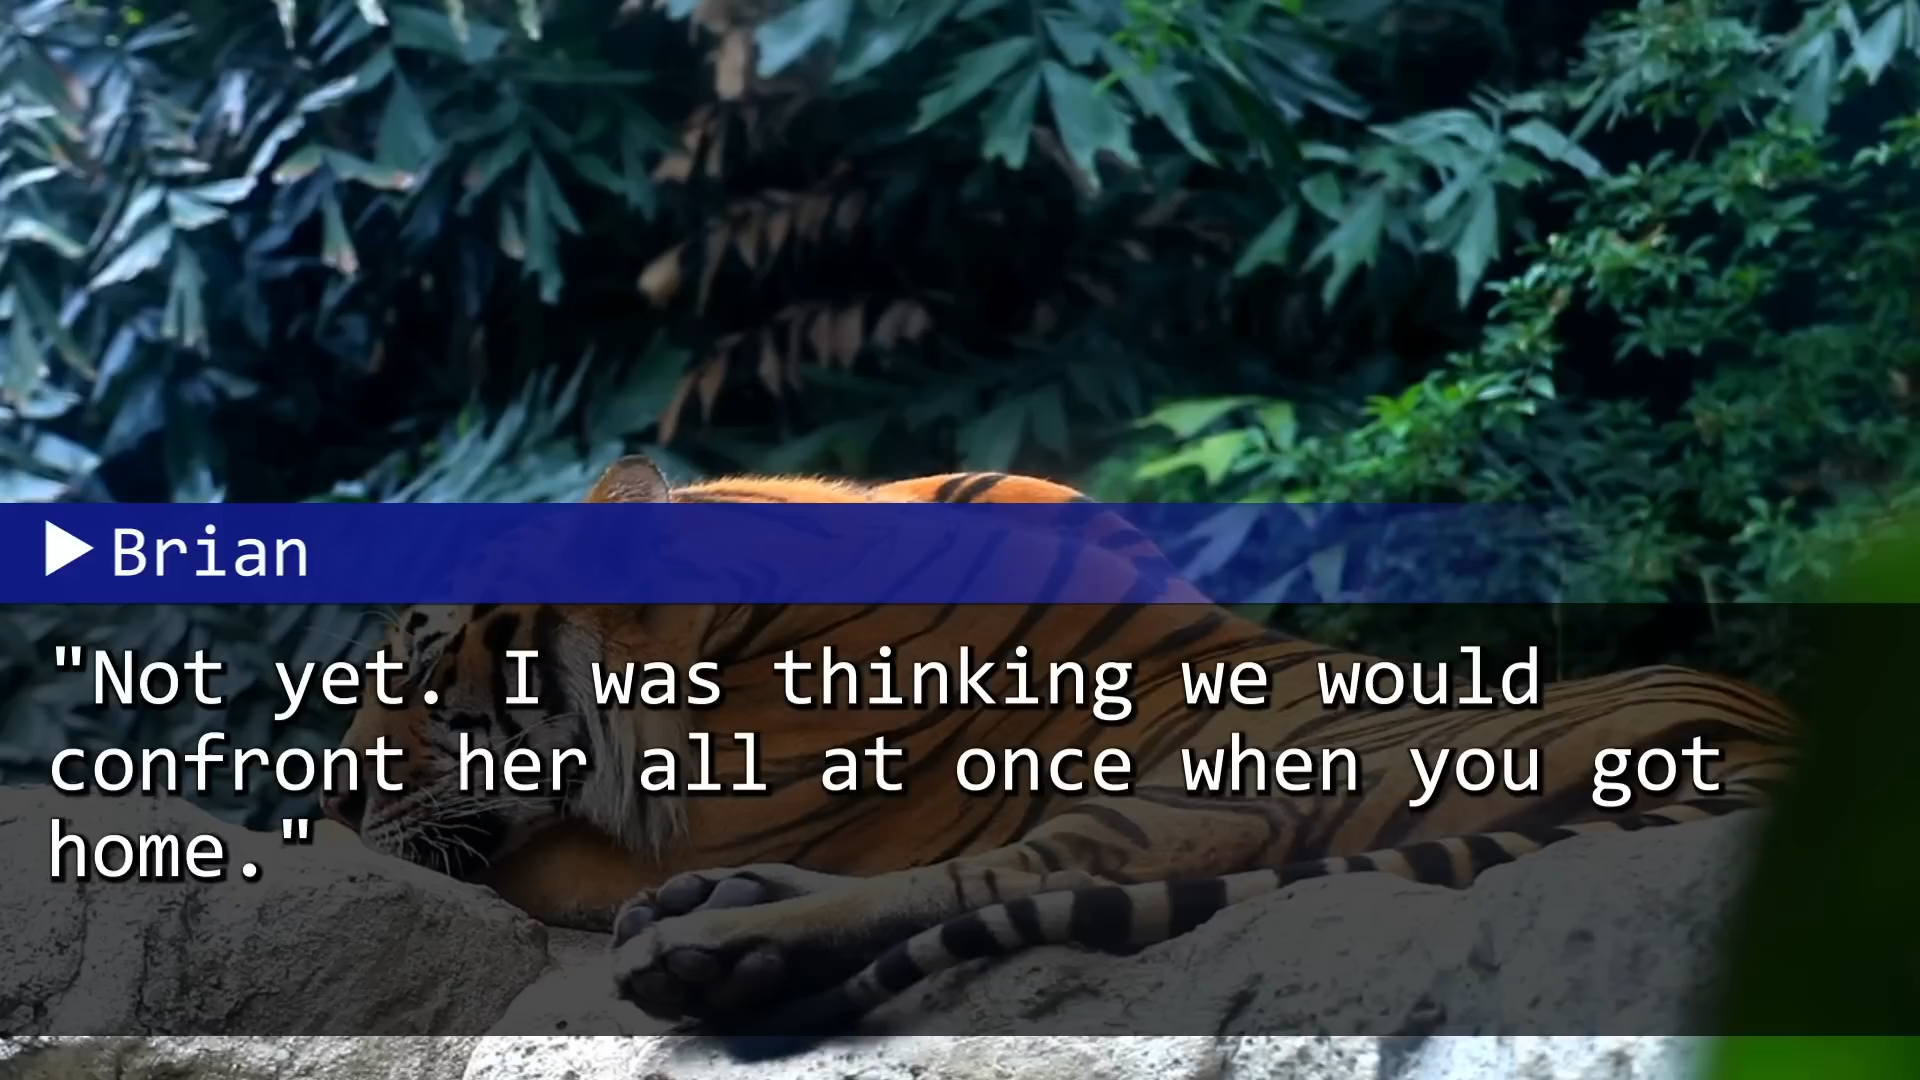 Brian
"Not yet. I was thinking we would
confront her all at once when you got
home."